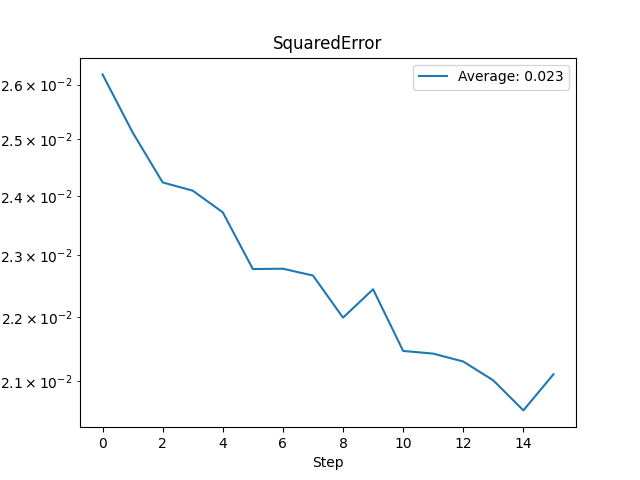 SquaredError
Average: 0.023
2.6 × 10⁻²
2.5 × 10⁻²
2.4 × 10⁻²
2.3 × 10⁻²
2.2 × 10⁻²
2.1 × 10⁻²
0 2 4 6 8 10 12 14
Step